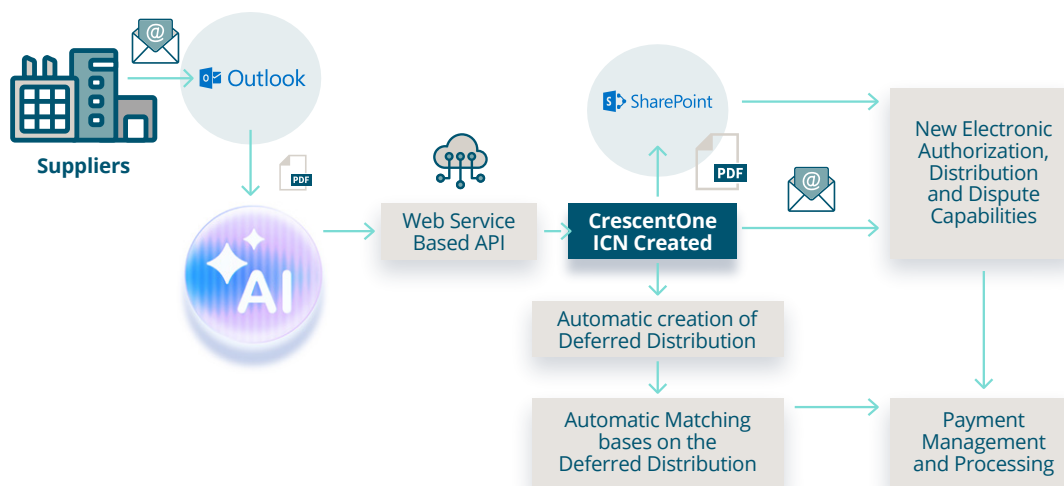 @
Outlook
Suppliers
PDF
AI
Web Service
Based API
SharePoint
PDF
CrescentOne
ICN Created
@
New Electronic
Authorization,
Distribution
and Dispute
Capabilities
Automatic creation of
Deferred Distribution
Automatic Matching
bases on the
Deferred Distribution
Payment
Management
and Processing